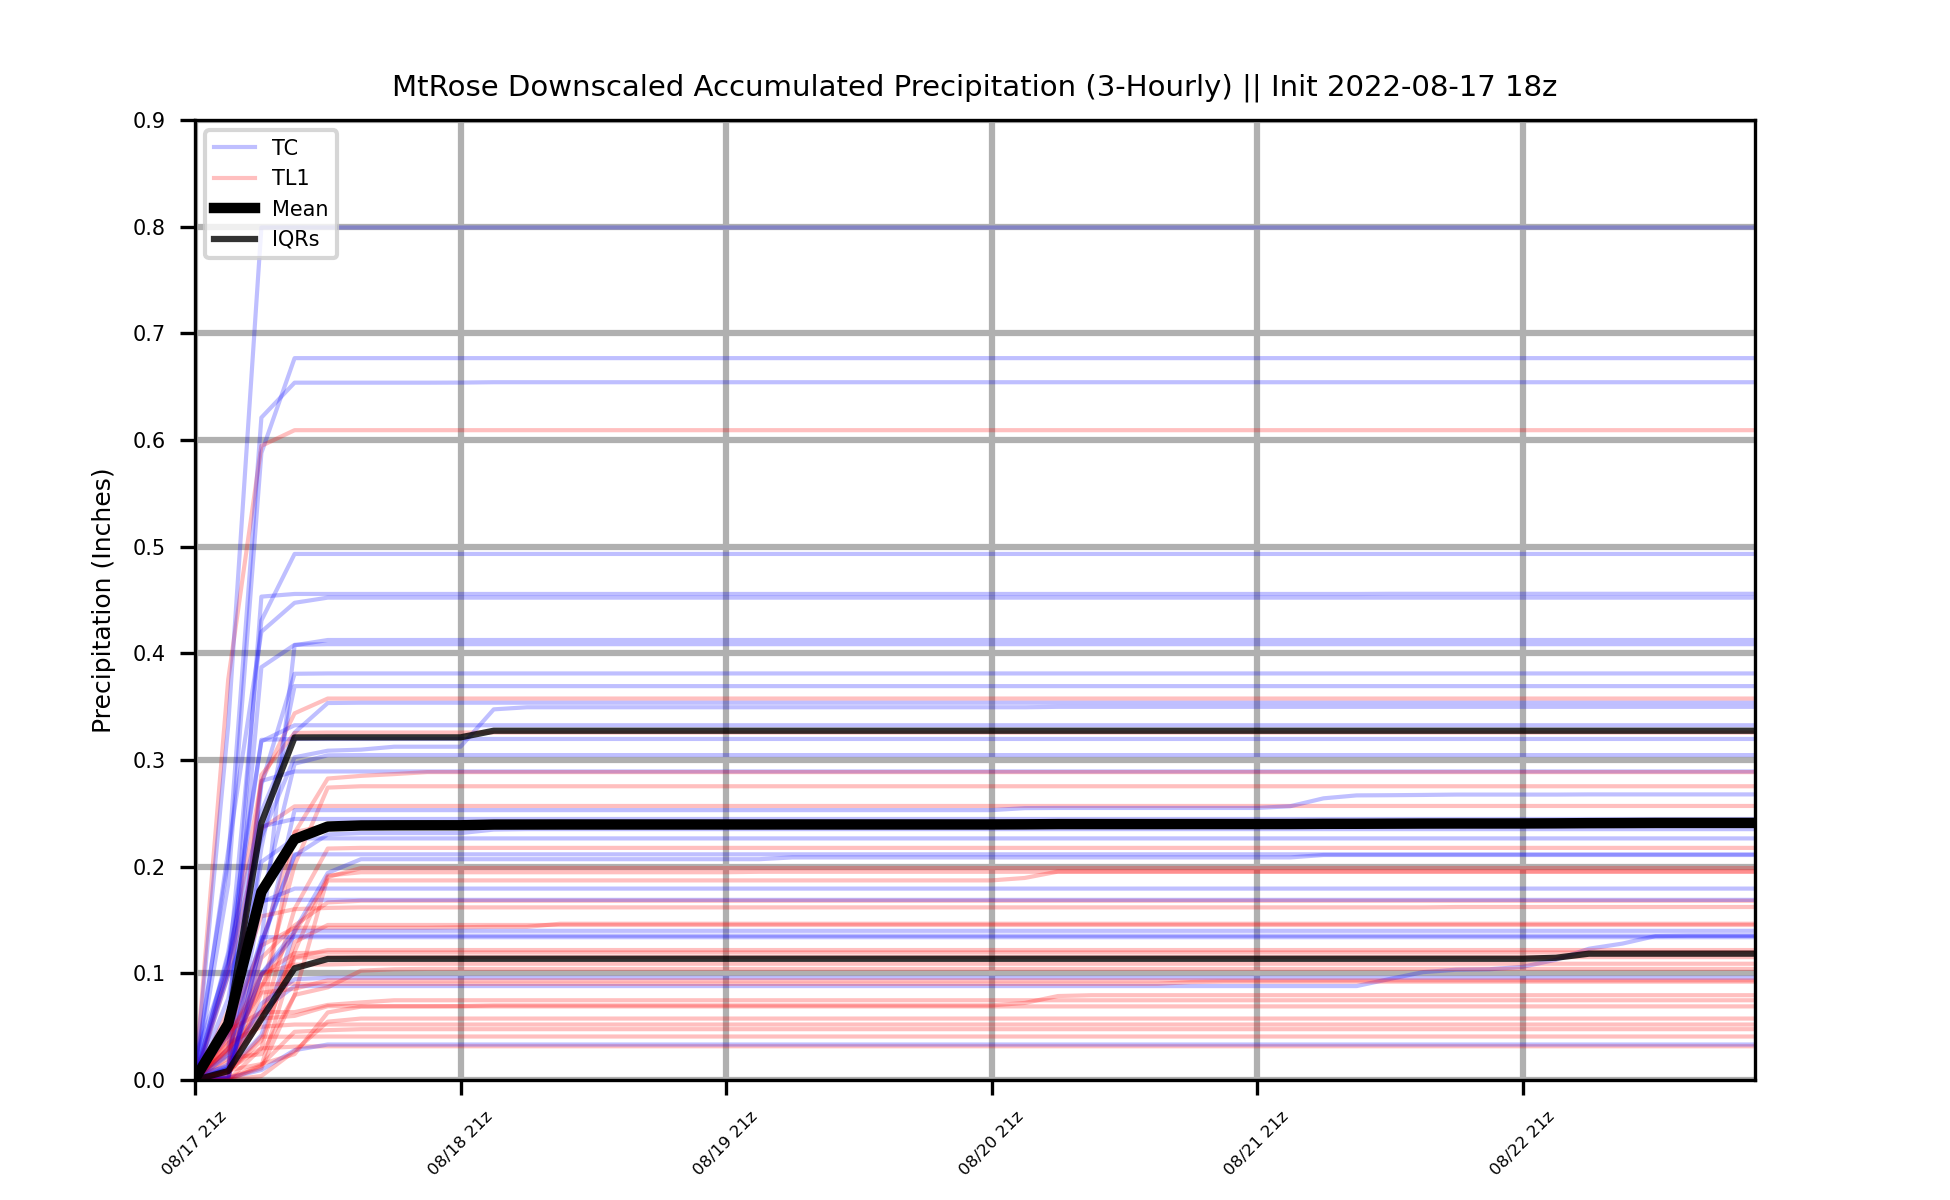 MtRose Downscaled Accumulated Precipitation (3-Hourly) || Init 2022-08-17 18z
Precipitation (Inches)
0.9
0.8
0.7
0.6
0.5
0.4
0.3
0.2
0.1
0.0
TC
TL1
Mean
IQRs
08/17 21z
08/18 21z
08/19 21z
08/20 21z
08/21 21z
08/22 21z